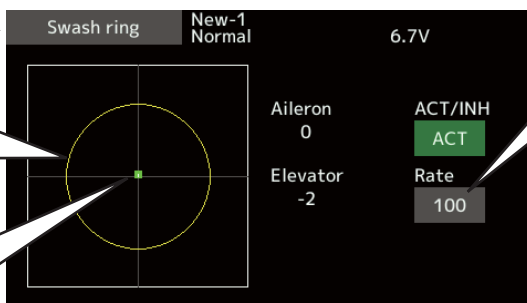 Swash ring
New-1
Normal
6.7V
Aileron
ACT/INH
0
ACT
Elevator
Rate
-2
100